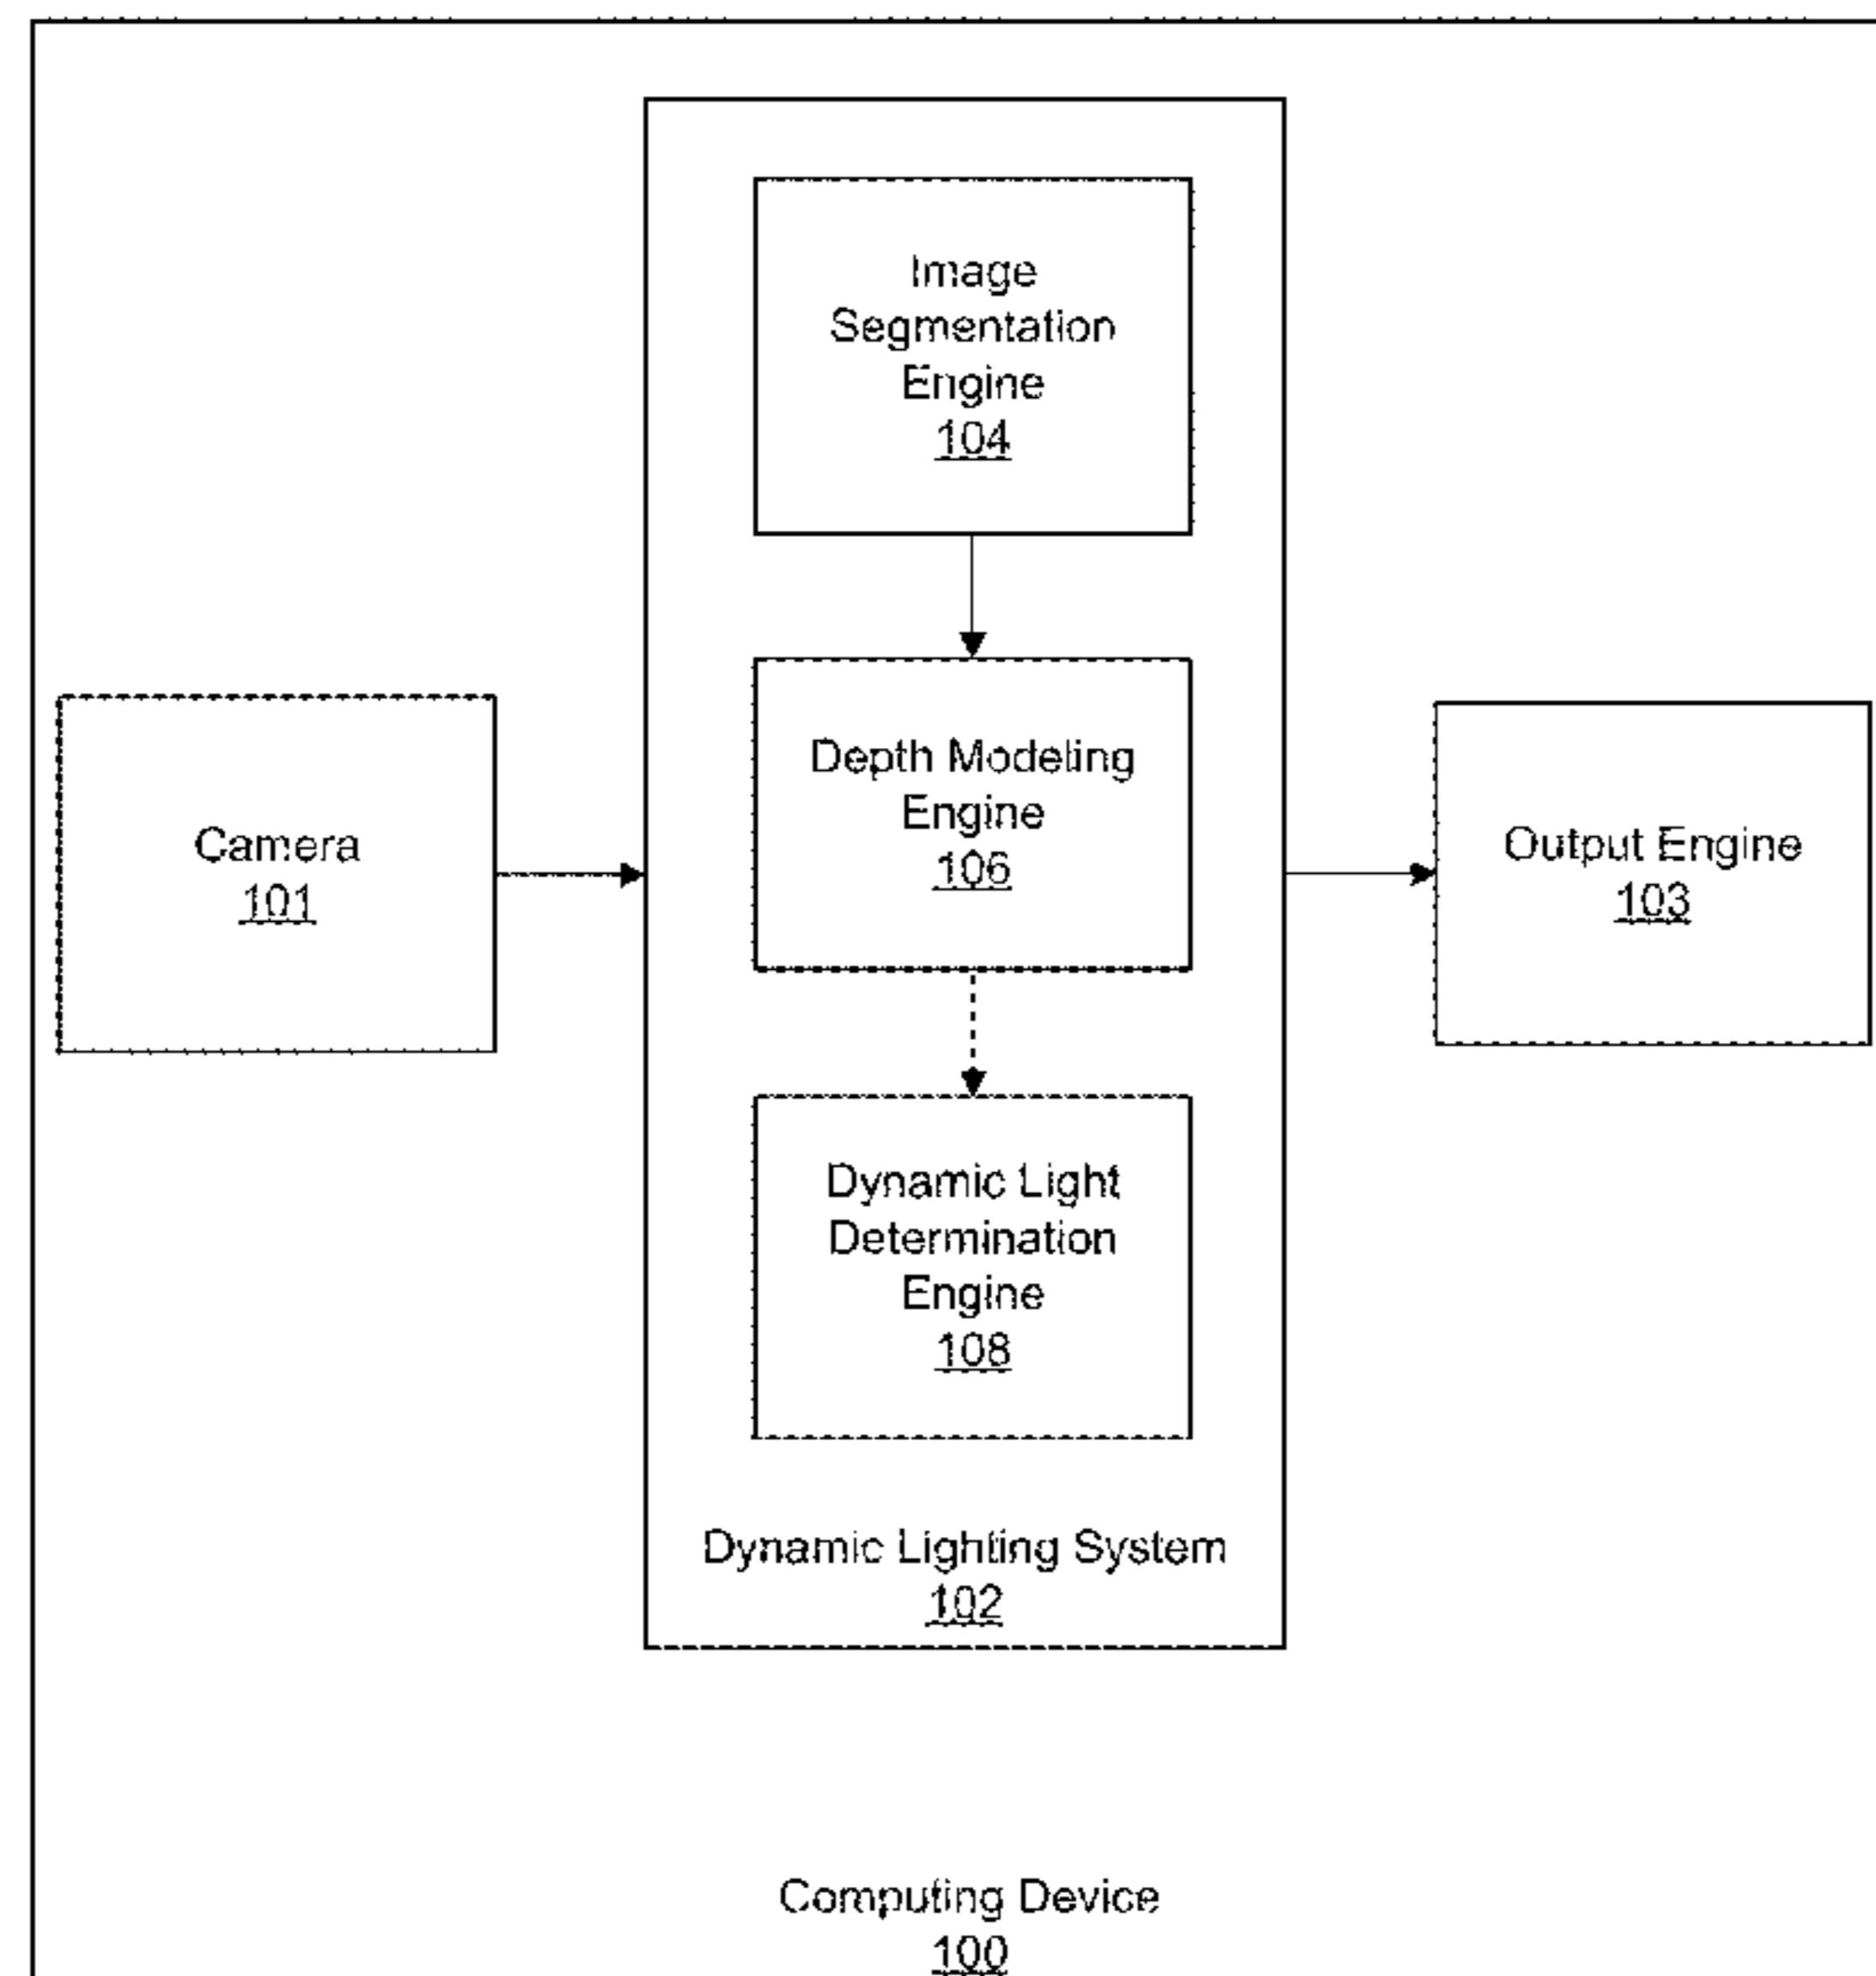 Image
Segmentation
Engine
104
Depth Modeling
Engine
106
Camera
101
Output Engine
103
Dynamic Light
Determination
Engine
108
Dynamic Lighting System
102
Computing Device
100